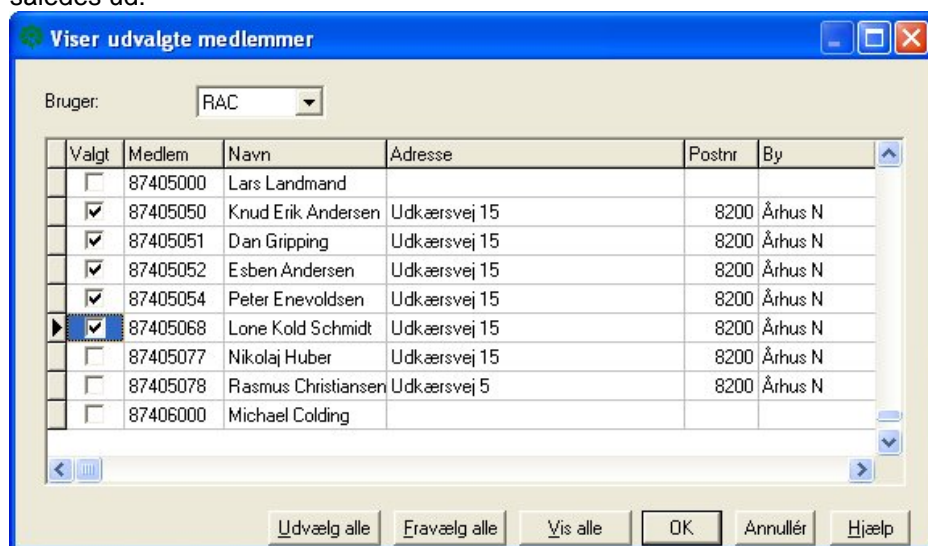 således ud:
Viser udvalgte medlemmer
Bruger: RAC
Valgt Medlem Navn Adresse Postnr By
87405000 Lars Landmand
87405050 Knud Erik Andersen Udkærsvej 15 8200 Århus N
87405051 Dan Gripping Udkærsvej 15 8200 Århus N
87405052 Esben Andersen Udkærsvej 15 8200 Århus N
87405054 Peter Enevoldsen Udkærsvej 15 8200 Århus N
87405068 Lone Kold Schmidt Udkærsvej 15 8200 Århus N
87405077 Nikolaj Huber Udkærsvej 15 8200 Århus N
87405078 Rasmus Christiansen Udkærsvej 5 8200 Århus N
87406000 Michael Colding
Udvælg alle Fravælg alle Vis alle OK Annullér Hjælp